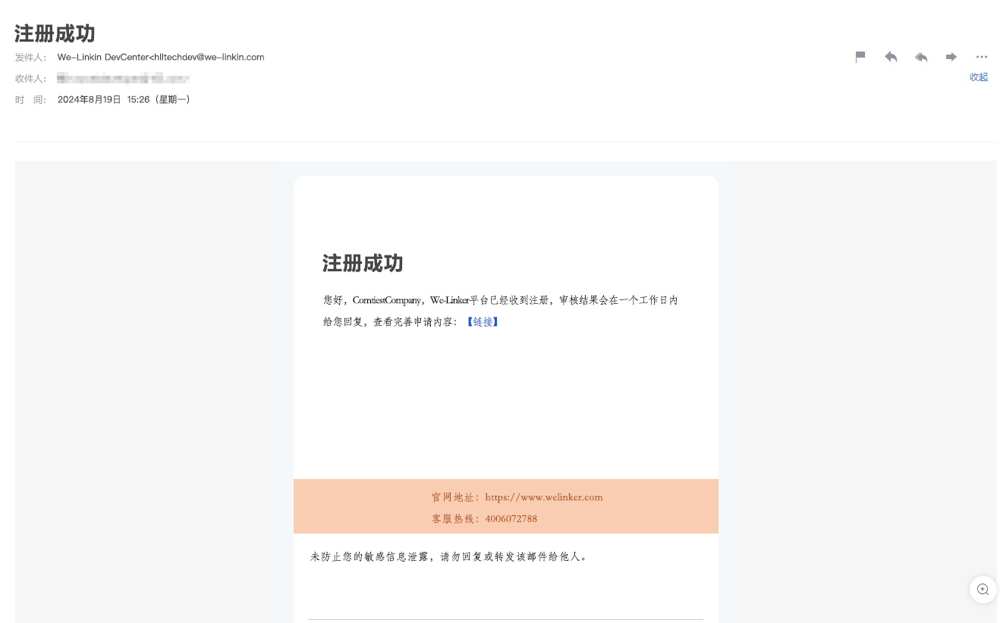 注册成功
发件人： We-Linkin DevCenter<hlltechdev@we-linkin.com
收件人：
时 间： 2024年8月19日 15:26（星期一）
收起
注册成功
您好，ComtiestCompany，We-Linker平台已经收到注册，审核结果会在一个工作日内
给您回复，查看完善申请内容：【链接】
官网地址：https://www.welinker.com
客服热线：4006072788
未防止您的敏感信息泄露，请勿回复或转发该邮件给他人。